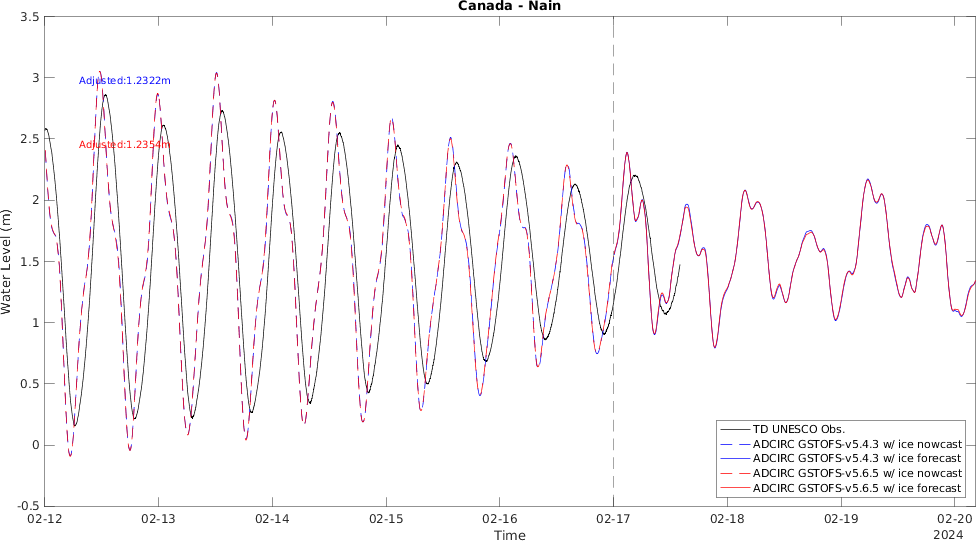 Canada - Nain
3.5
3
2.5
2
1.5
1
0.5
0
-0.5
Water Level (m)
Adjusted:1.2322m
Adjusted:1.2354m
TD UNESCO Obs.
ADCIRC GSTOFS-v5.4.3 w/ ice nowcast
ADCIRC GSTOFS-v5.4.3 w/ ice forecast
ADCIRC GSTOFS-v5.6.5 w/ ice nowcast
ADCIRC GSTOFS-v5.6.5 w/ ice forecast
02-12 02-13 02-14 02-15 02-16 02-17 02-18 02-19 02-20
Time
2024